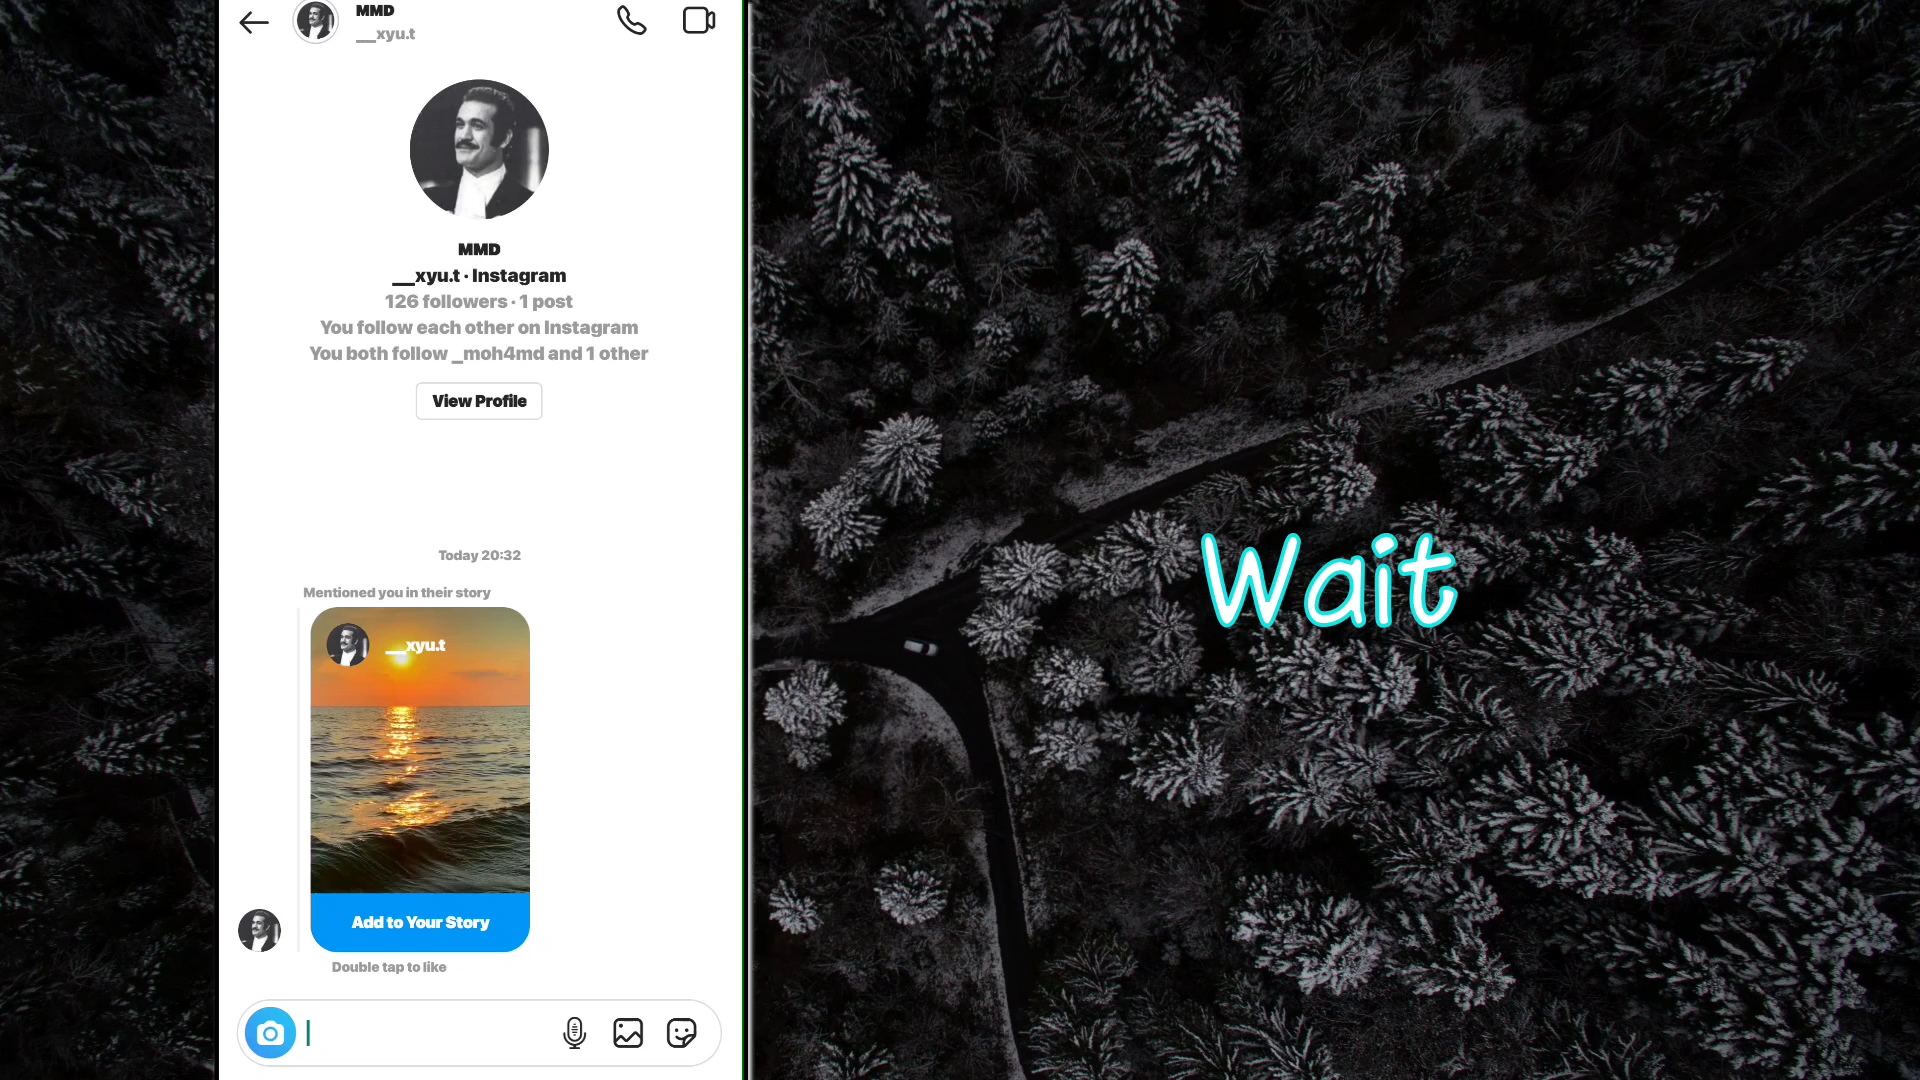 MMD
__xyu.t
MMD
__xyu.t · Instagram
126 followers · 1 post
You follow each other on Instagram
You both follow _moh4md and 1 other
View Profile
Today 20:32
Mentioned you in their story
__xyu.t
Add to Your Story
Double tap to like
Wait